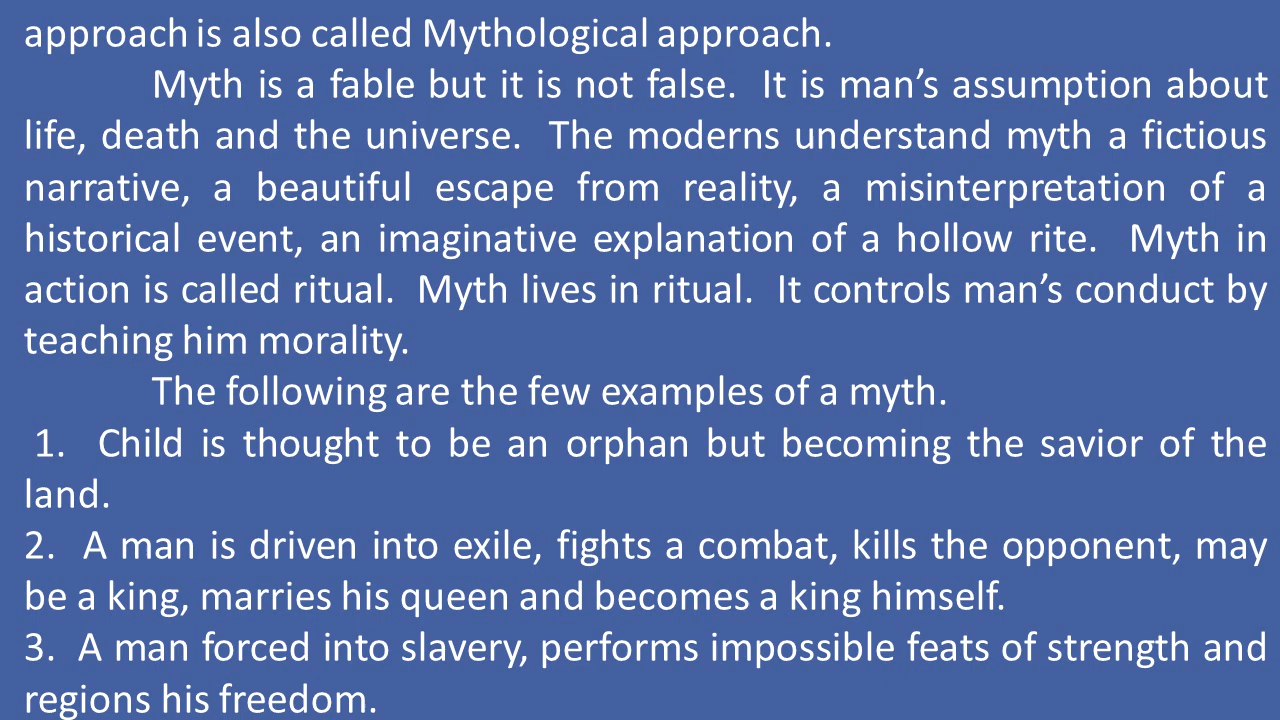 approach is also called Mythological approach.
Myth is a fable but it is not false. It is man’s assumption about
life, death and the universe. The moderns understand myth a fictious
narrative, a beautiful escape from reality, a misinterpretation of a
historical event, an imaginative explanation of a hollow rite. Myth in
action is called ritual. Myth lives in ritual. It controls man’s conduct by
teaching him morality.
The following are the few examples of a myth.
1. Child is thought to be an orphan but becoming the savior of the
land.
2. A man is driven into exile, fights a combat, kills the opponent, may
be a king, marries his queen and becomes a king himself.
3. A man forced into slavery, performs impossible feats of strength and
regions his freedom.